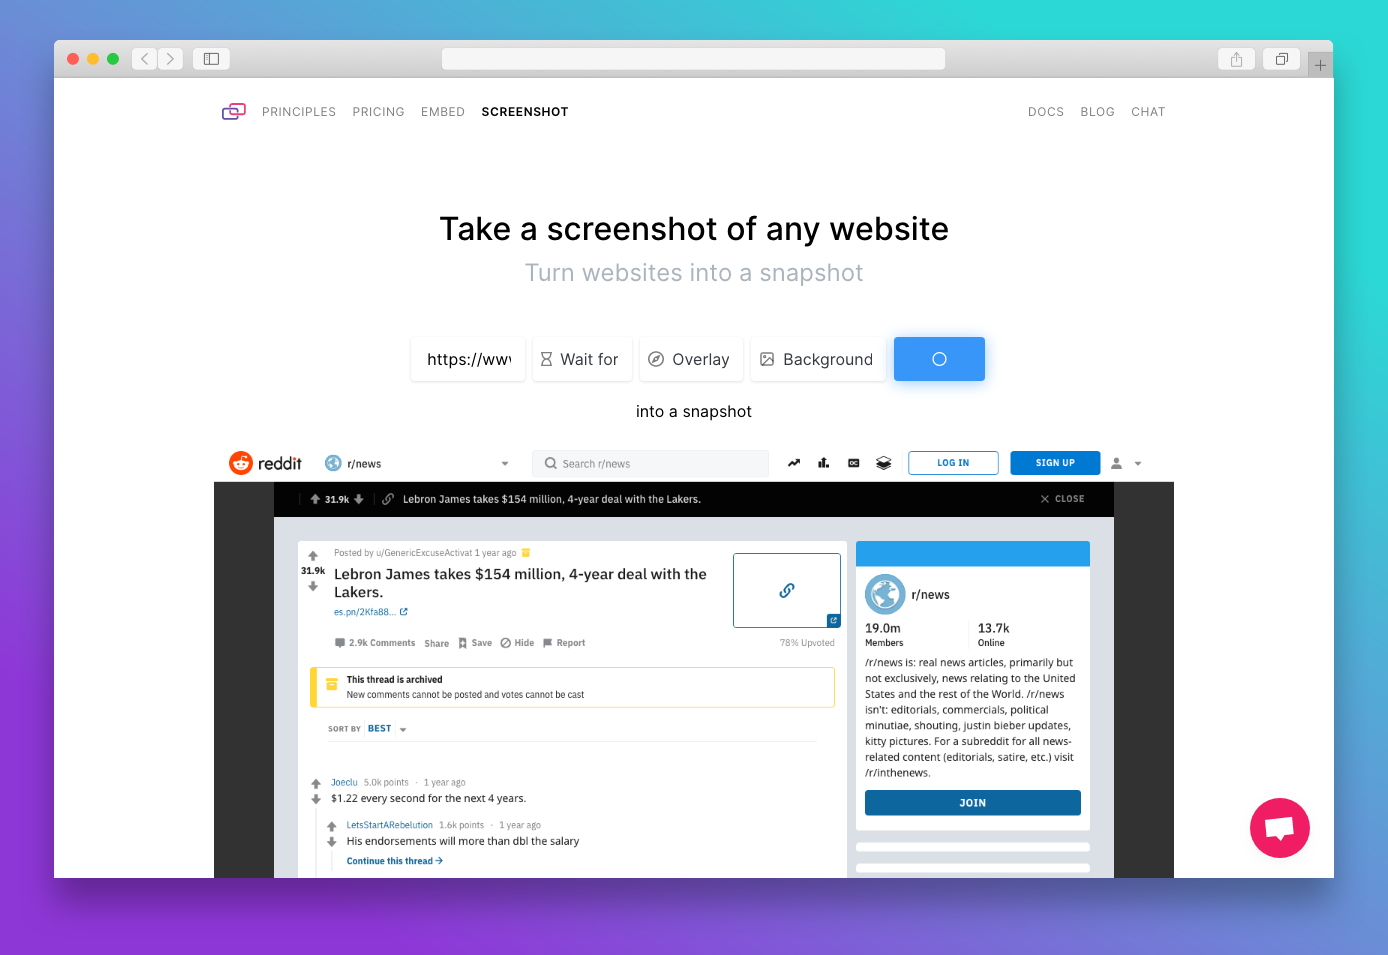 PRINCIPLES PRICING EMBED SCREENSHOT DOCS BLOG CHAT
Take a screenshot of any website
Turn websites into a snapshot
https://www Wait for Overlay Background
into a snapshot
reddit r/news Search r/news OC LOG IN SIGN UP
31.9k Lebron James takes $154 million, 4-year deal with the Lakers. CLOSE
Posted by u/GenericExcuseActivat 1 year ago
31.9k
Lebron James takes $154 million, 4-year deal with the
Lakers.
es.pn/2Kfa88...
2.9k Comments Share Save Hide Report 78% Upvoted
This thread is archived
New comments cannot be posted and votes cannot be cast
SORT BY BEST
Joeclu 5.0k points · 1 year ago
$1.22 every second for the next 4 years.
LetsStartARebelution 1.6k points · 1 year ago
His endorsements will more than dbl the salary
Continue this thread
r/news
19.0m 13.7k
Members Online
/r/news is: real news articles, primarily but
not exclusively, news relating to the United
States and the rest of the World. /r/news
isn't: editorials, commercials, political
minutiae, shouting, justin bieber updates,
kitty pictures. For a subreddit for all news-
related content (editorials, satire, etc.) visit
/r/inthenews.
JOIN